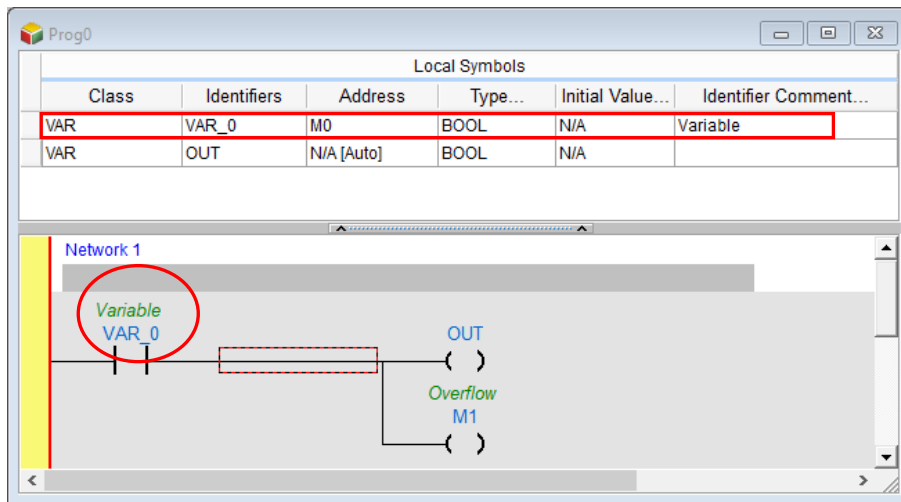 Prog0
Local Symbols
Class Identifiers Address Type... Initial Value... Identifier Comment...
VAR VAR_0 M0 BOOL N/A Variable
VAR OUT N/A [Auto] BOOL N/A
Network 1
Variable
VAR_0 OUT
Overflow
M1